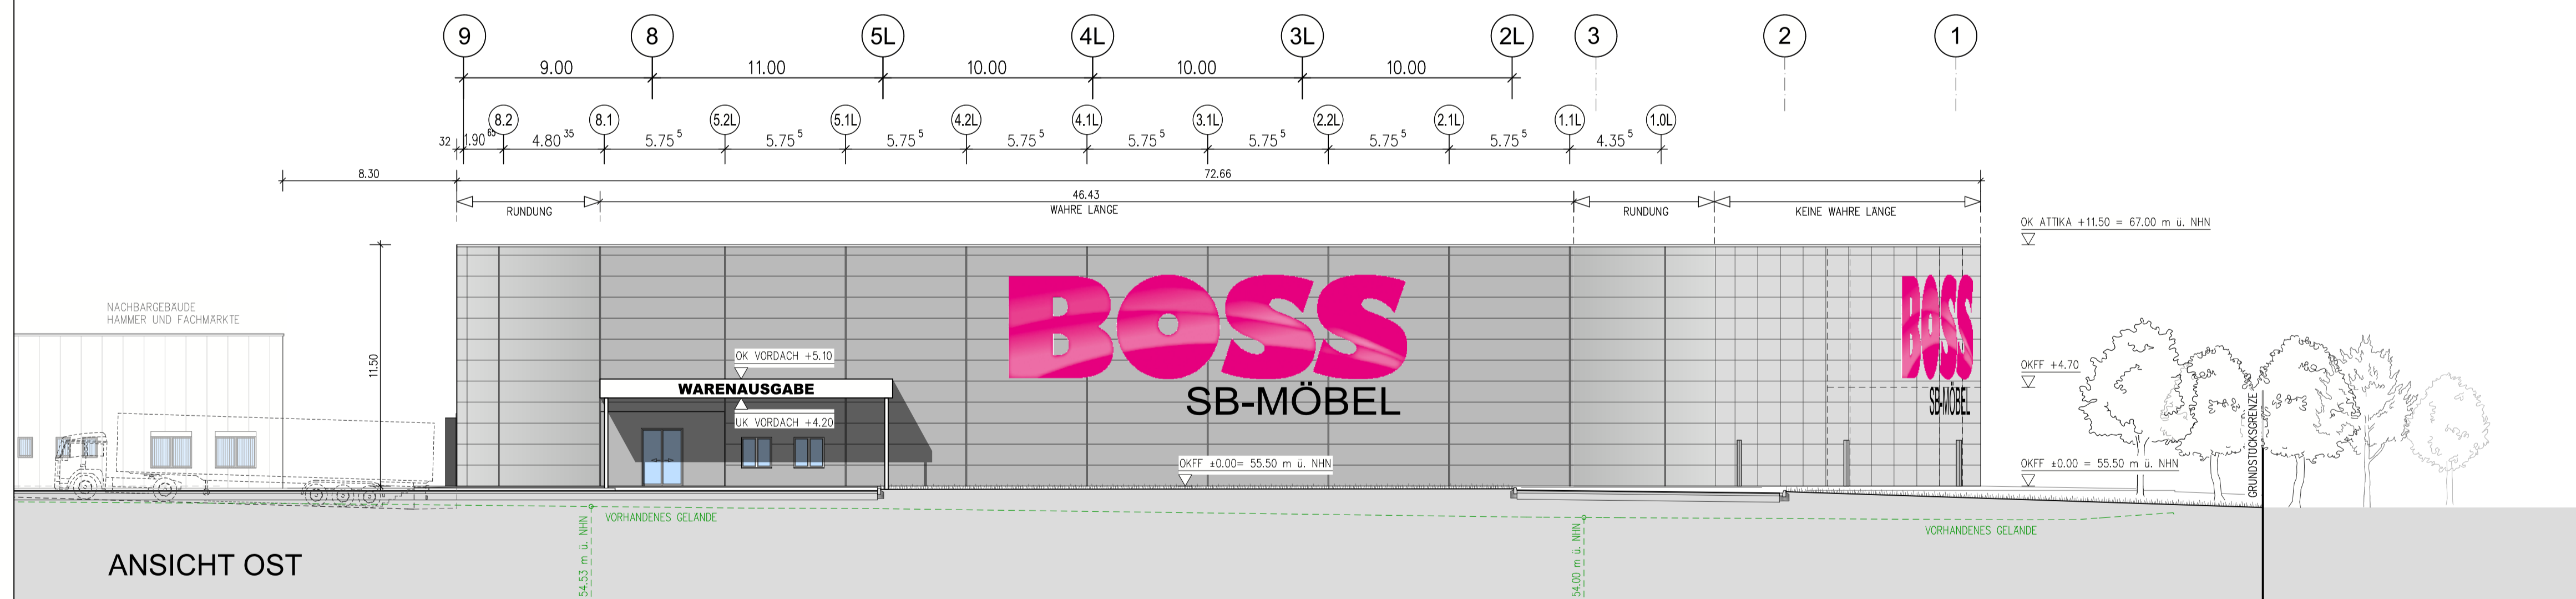 9 8 5L 4L 3L 2L 3 2 1
9.00 11.00 10.00 10.00 10.00
8.2 8.1 5.2L 5.1L 4.2L 4.1L 3.1L 2.2L 2.1L 1.1L 1.0L
32 1.90 65 4.80 35 5.75 5 5.75 5 5.75 5 5.75 5 5.75 5 5.75 5 5.75 5 5.75 5 4.35 5
8.30 72.66
46.43
RUNDUNG WAHRE LÄNGE RUNDUNG KEINE WAHRE LÄNGE
OK ATTIKA +11.50 = 67.00 m ü. NHN
NACHBARGEBÄUDE
HAMMER UND FACHMÄRKTE
11.50
OK VORDACH +5.10
WARENAUSGABE
UK VORDACH +4.20
BOSS
SB-MÖBEL
BOSS
SB-MÖBEL
OKFF +4.70
OKFF ±0.00= 55.50 m ü. NHN
OKFF ±0.00 = 55.50 m ü. NHN
GRUNDSTÜCKSGRENZE
VORHANDENES GELÄNDE
VORHANDENES GELÄNDE
54.53 m ü. NHN
54.00 m ü. NHN
ANSICHT OST